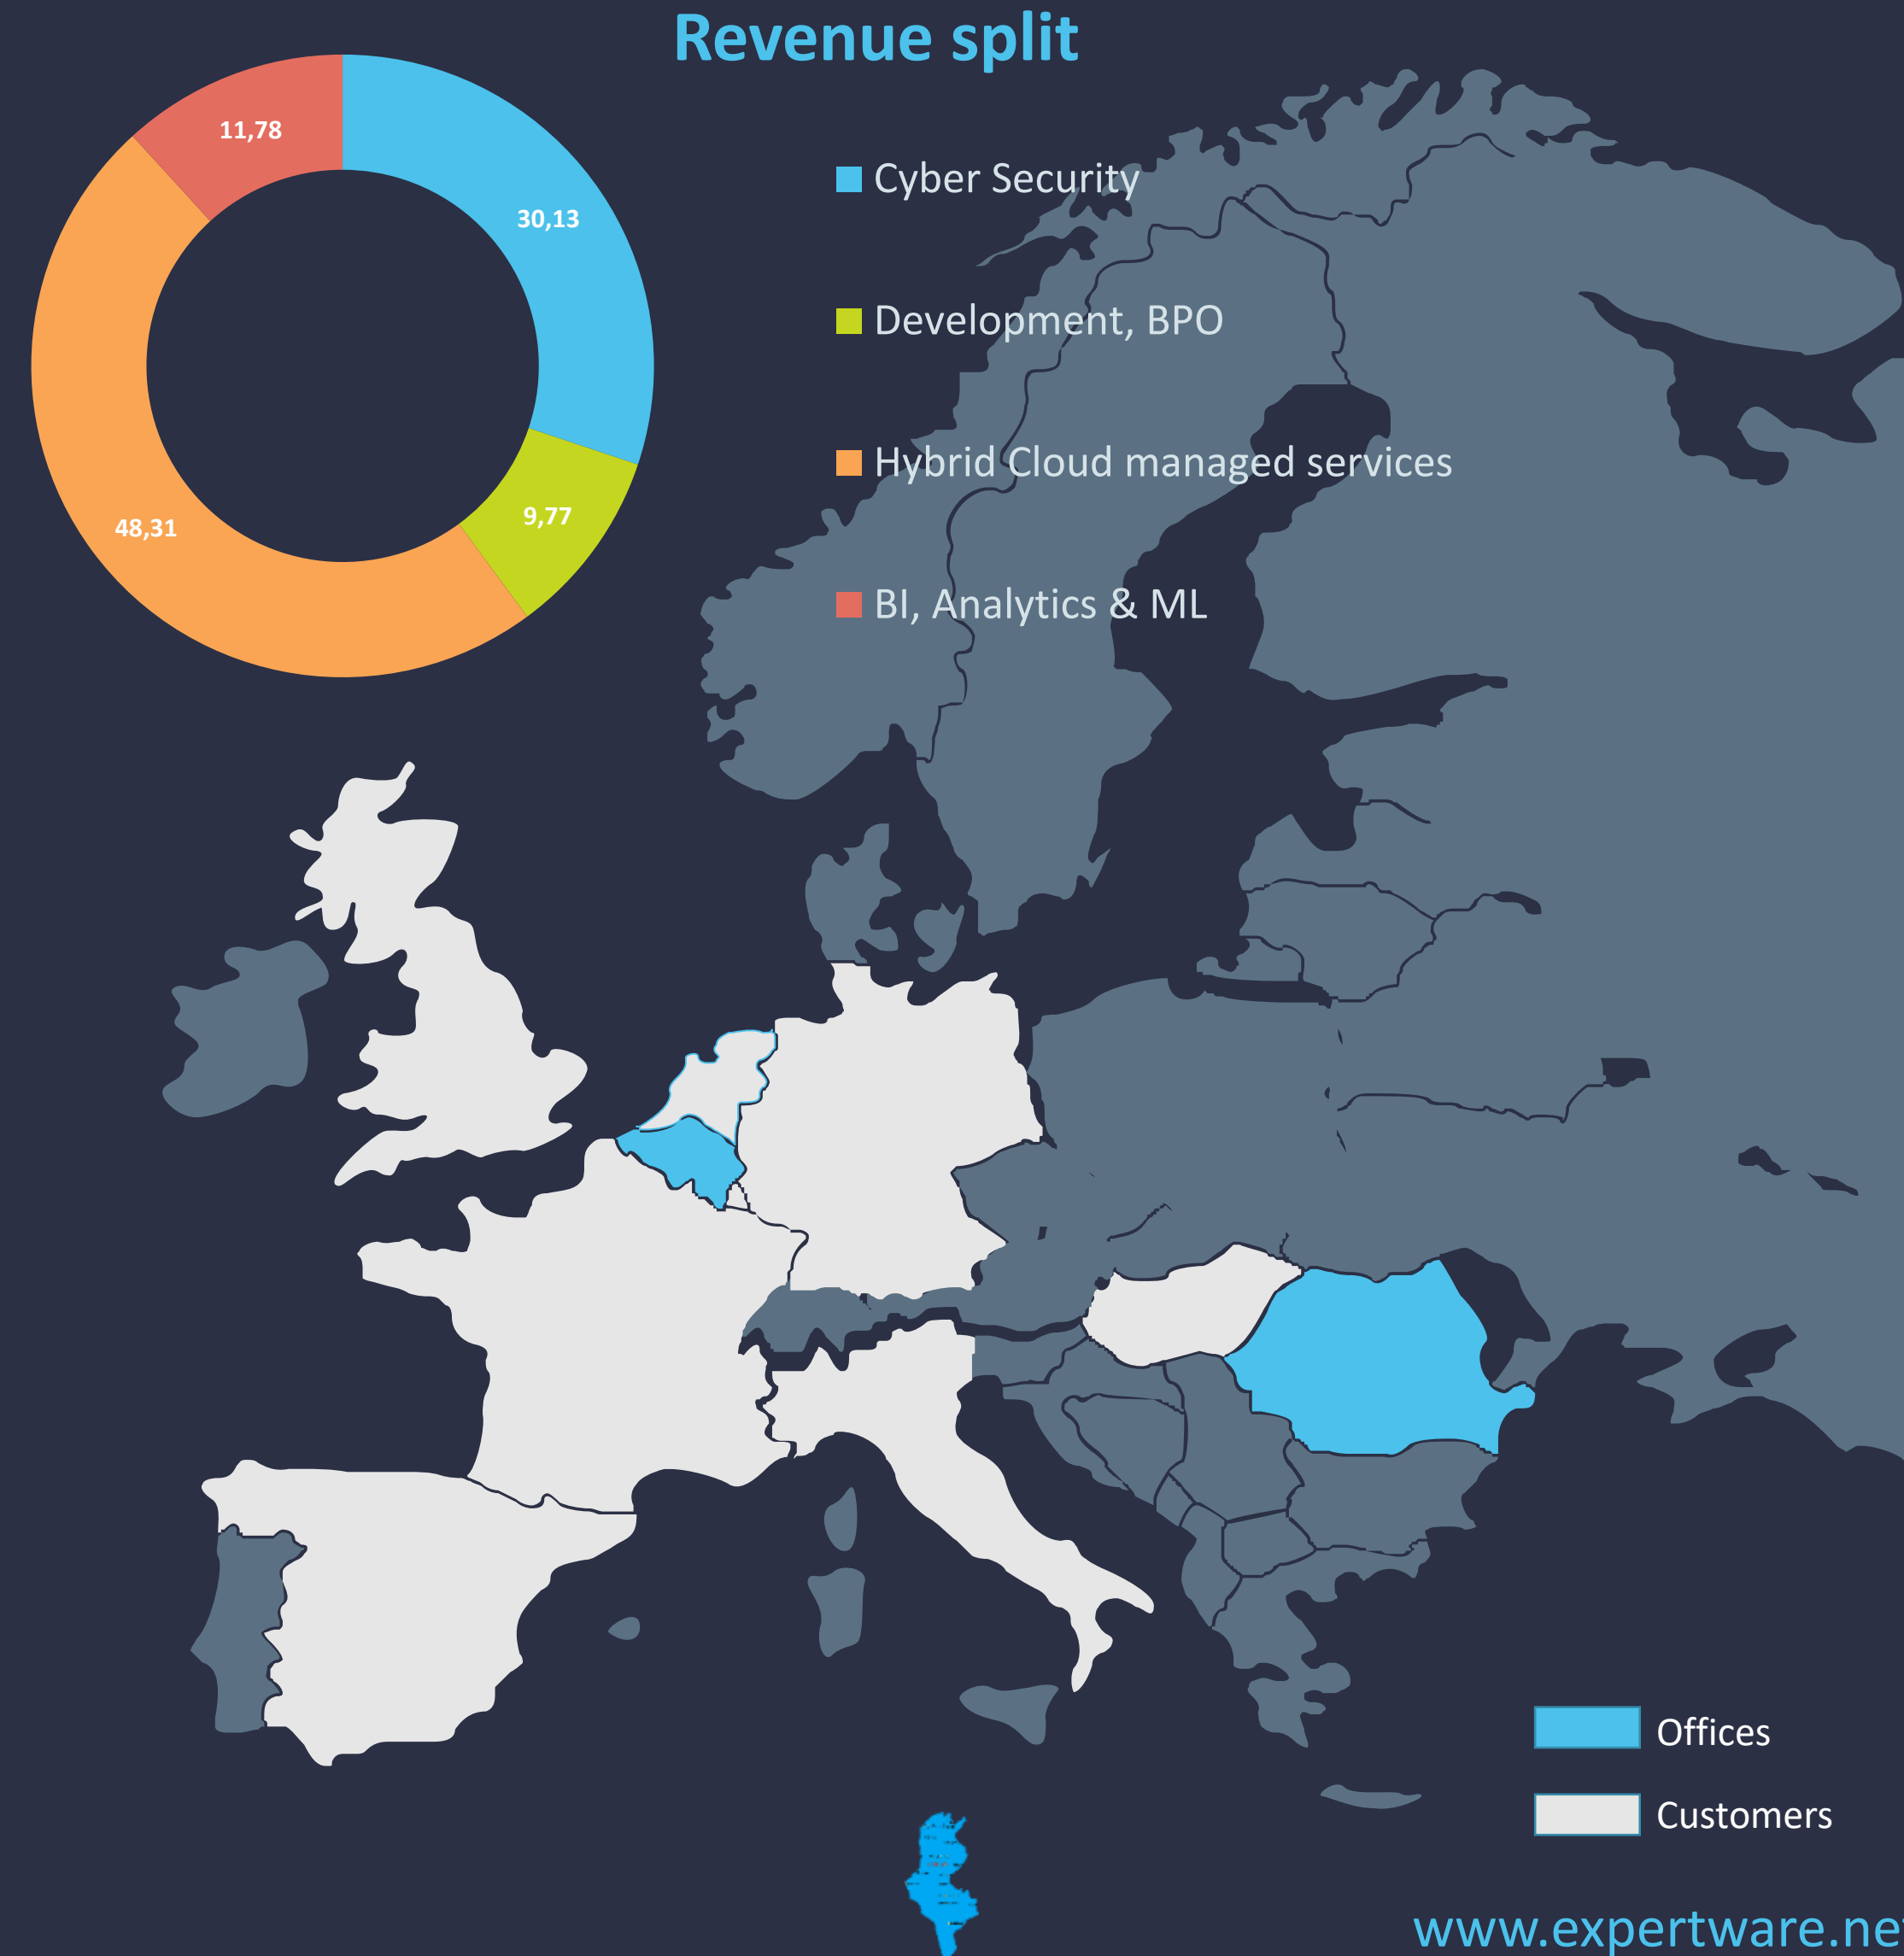 Revenue split
11,78
30,13
9,77
48,31
Cyber Security
Development, BPO
Hybrid Cloud managed services
BI, Analytics & ML
Offices
Customers
www.expertware.ne